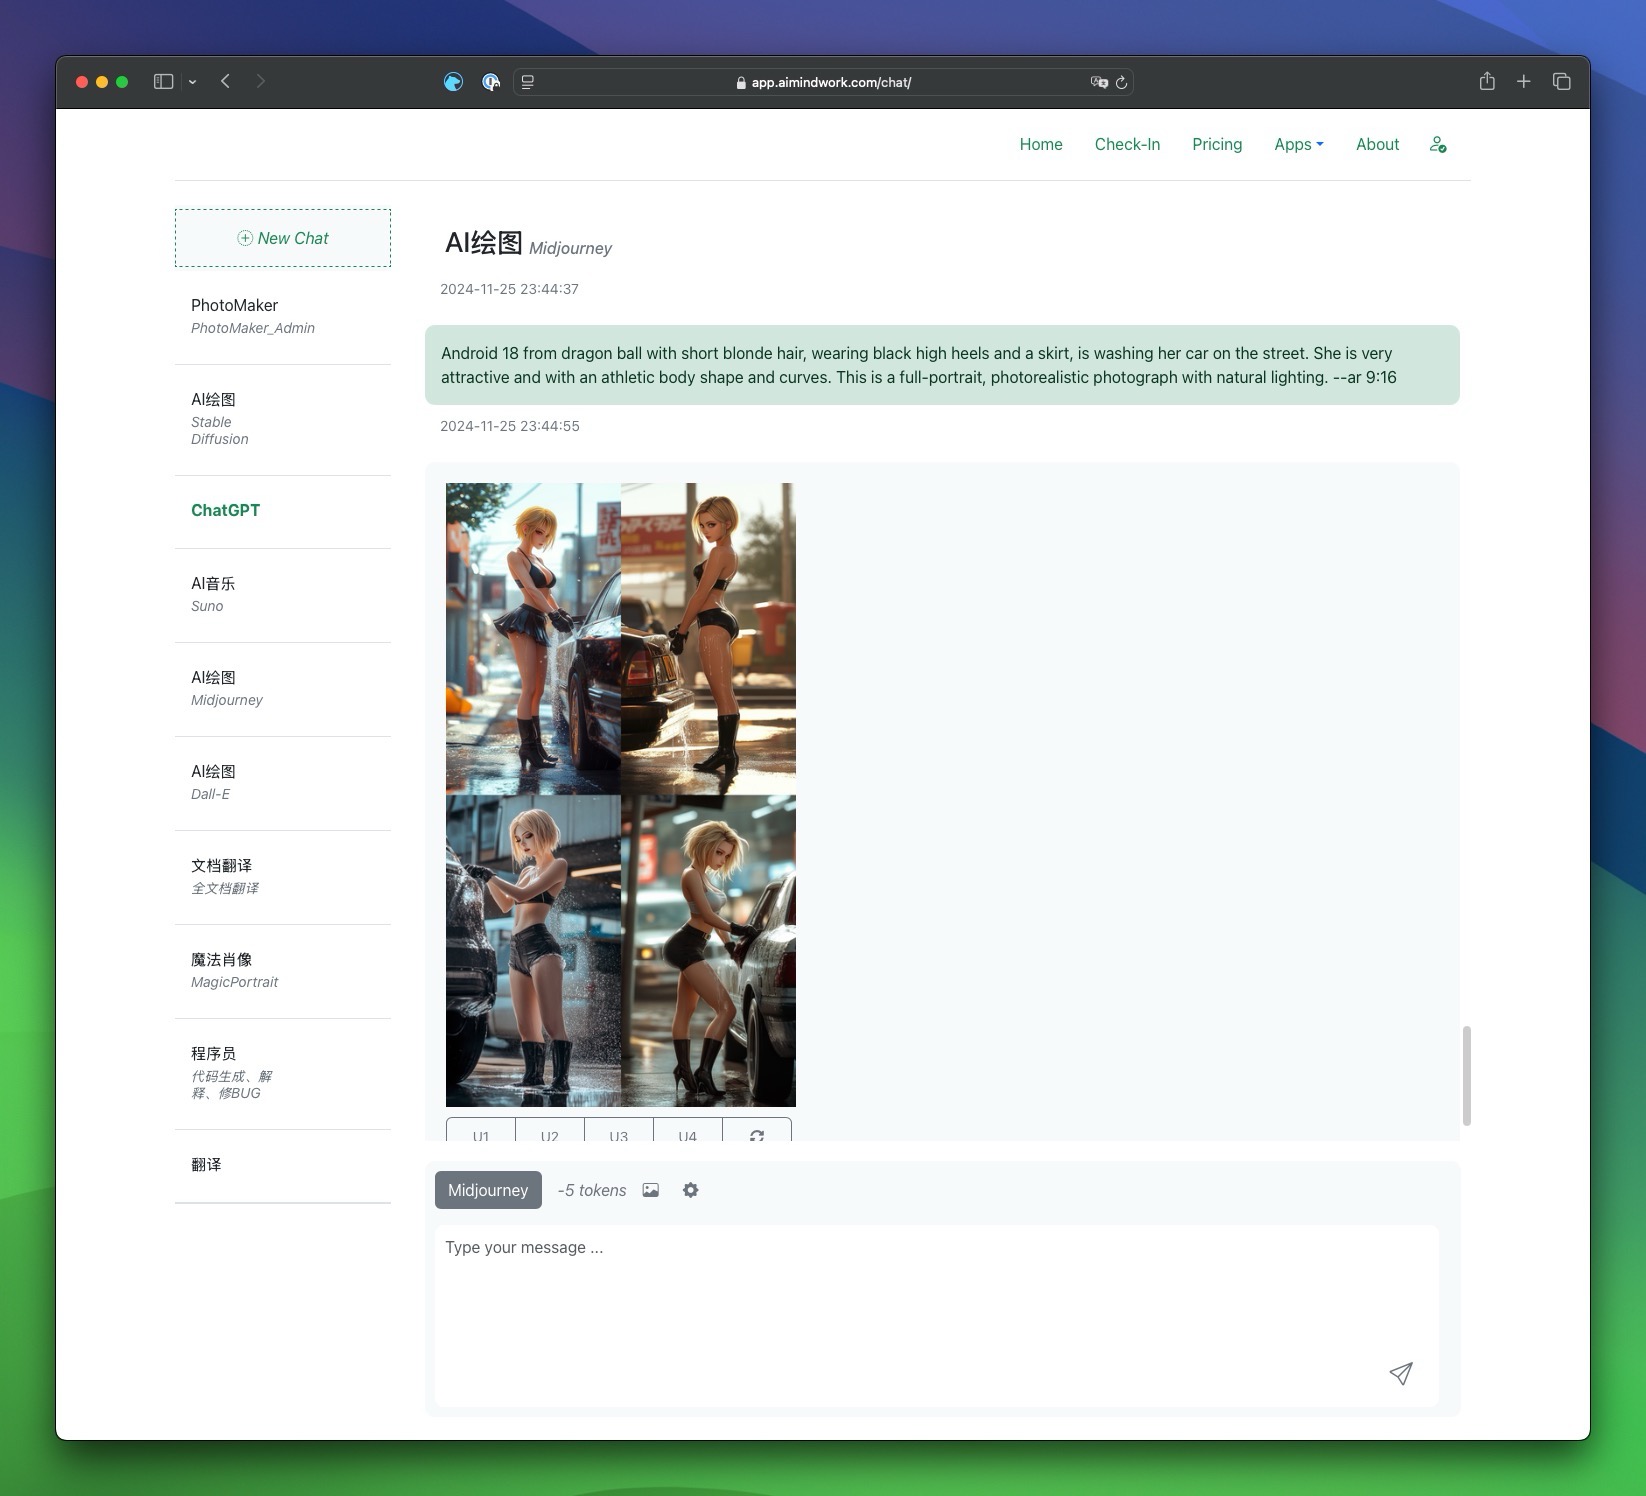 app.aimindwork.com/chat/
Home Check-In Pricing Apps About
New Chat
PhotoMaker
PhotoMaker_Admin
AI绘图
Stable
Diffusion
ChatGPT
AI音乐
Suno
AI绘图
Midjourney
AI绘图
Dall-E
文档翻译
全文档翻译
魔法肖像
MagicPortrait
程序员
代码生成、解
释、修BUG
翻译
AI绘图 Midjourney
2024-11-25 23:44:37
Android 18 from dragon ball with short blonde hair, wearing black high heels and a skirt, is washing her car on the street. She is very
attractive and with an athletic body shape and curves. This is a full-portrait, photorealistic photograph with natural lighting. --ar 9:16
2024-11-25 23:44:55
U1 U2 U3 U4
Midjourney -5 tokens
Type your message ...